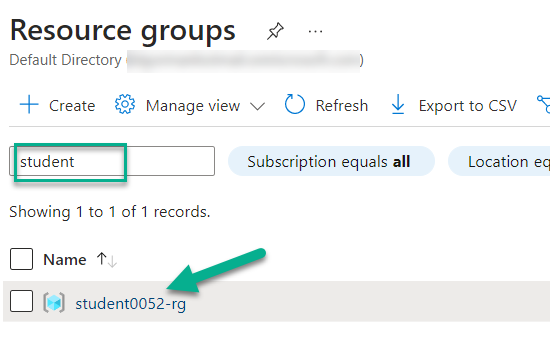 Resource groups
Default Directory ( )
Create Manage view Refresh Export to CSV
student Subscription equals all Location eq
Showing 1 to 1 of 1 records.
Name
student0052-rg